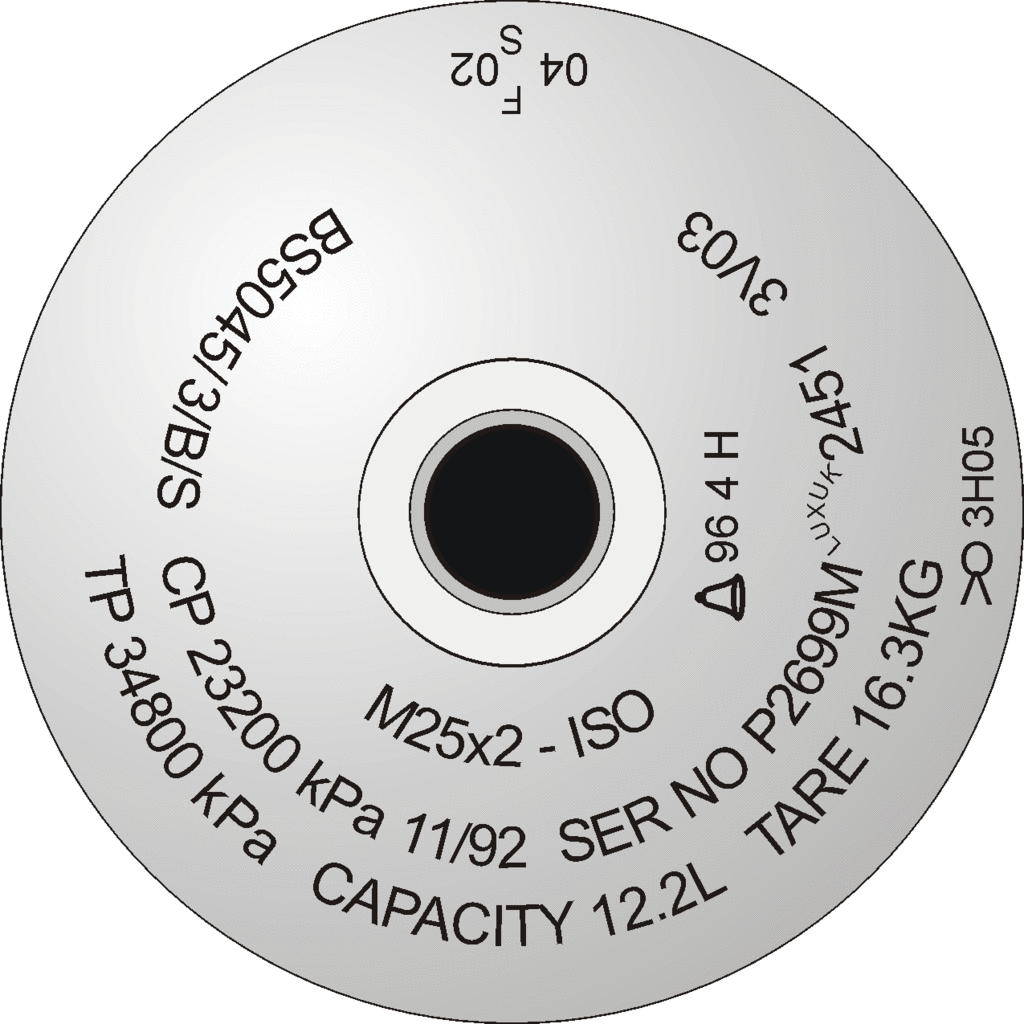 BS5045/3/B/S CP 23200 kPa 11/92 SER NO P2699M LUXUK 2451
TP 34800 kPa CAPACITY 12.2L TARE 16.3KG
M25x2 - ISO
96 4 H
3V03
3H05
04 S 02 F